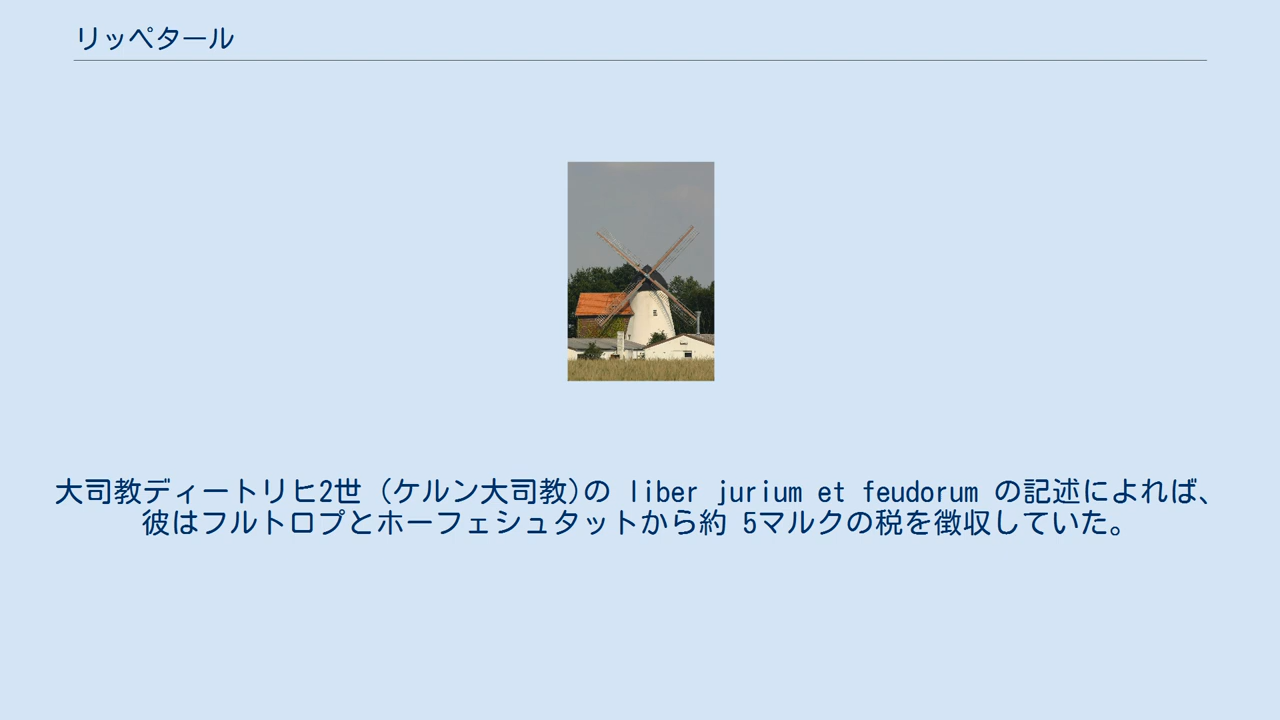 リッペタール
大司教ディートリヒ2世 (ケルン大司教)の liber jurium et feudorum の記述によれば、
彼はフルトロプとホーフェシュタットから約 5マルクの税を徴収していた。